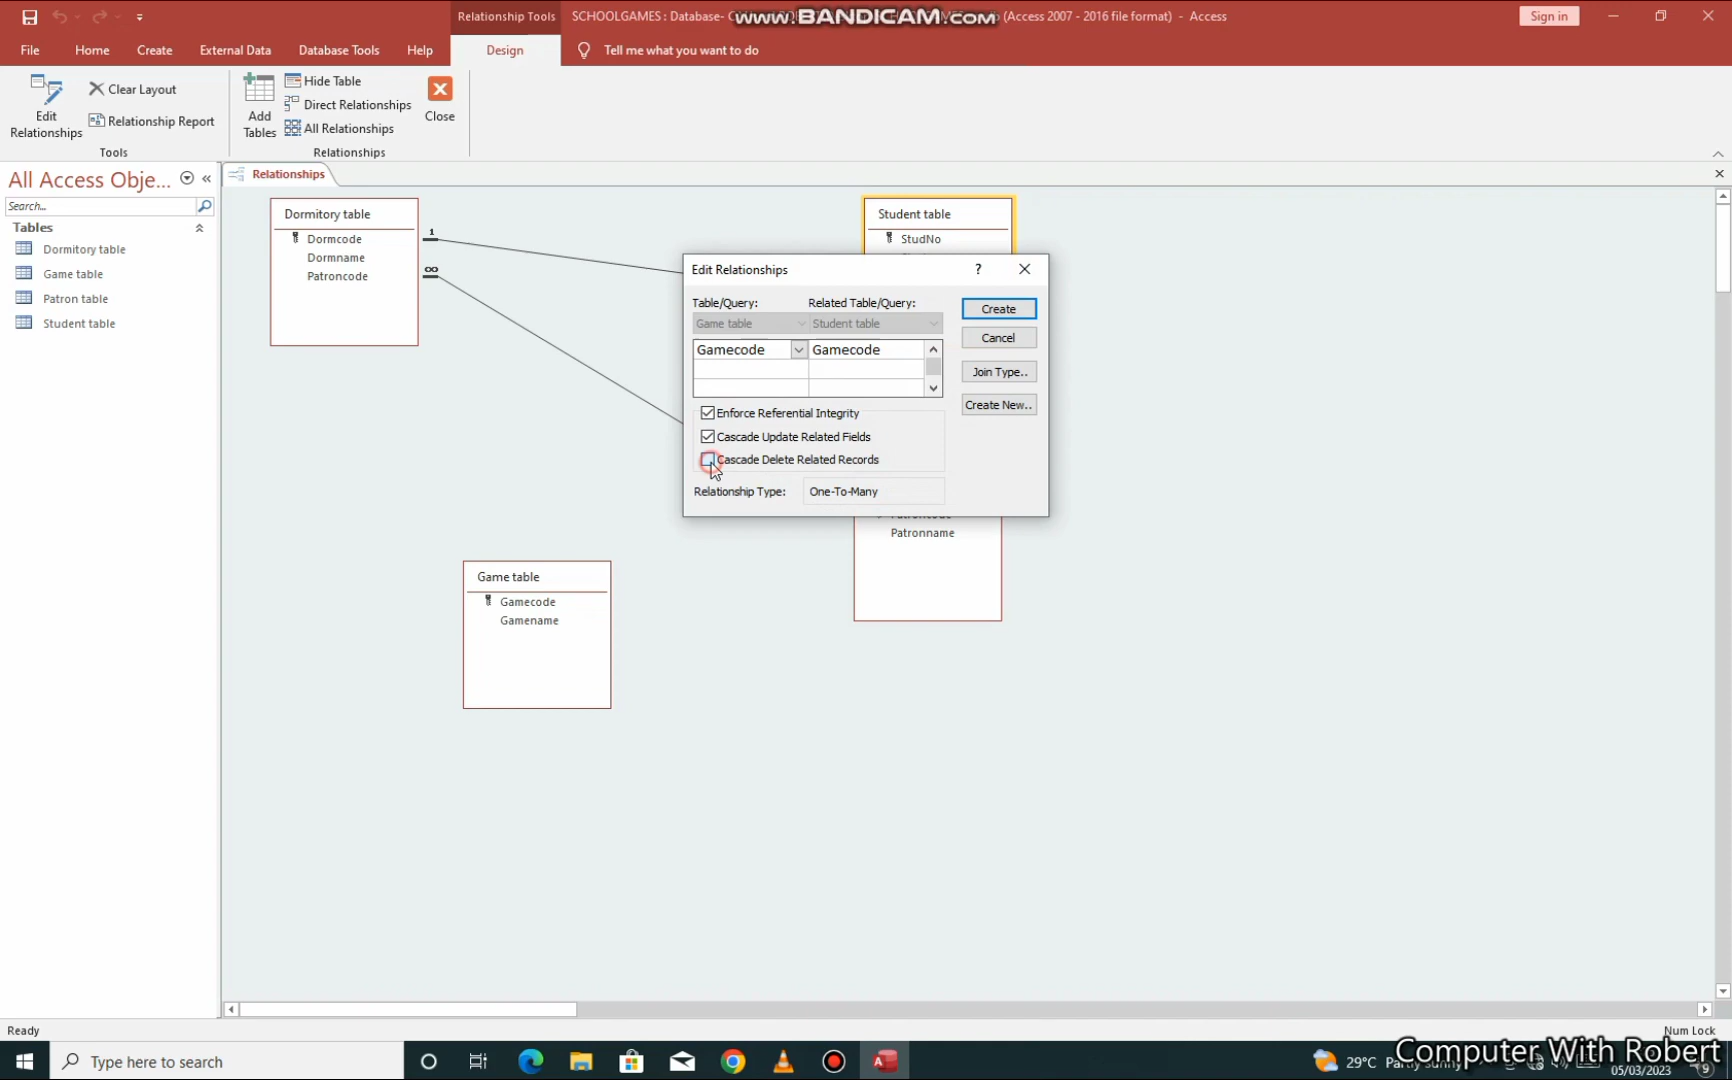 Relationship Tools
SCHOOLGAMES : Database-
(Access 2007 - 2016 file format) - Access
www.BANDICAM.com
Sign in
File
Home
Create
External Data
Database Tools
Help
Design
Tell me what you want to do
Edit
Relationships
Clear Layout
Relationship Report
Tools
Add
Tables
Hide Table
Direct Relationships
All Relationships
Close
Relationships
All Access Obje...
Search...
Tables
Dormitory table
Game table
Patron table
Student table
Relationships
Dormitory table
Dormcode
Dormname
Patroncode
1
∞
Student table
StudNo
Edit Relationships
?
Table/Query:
Related Table/Query:
Game table
Student table
Gamecode
Gamecode
Enforce Referential Integrity
Cascade Update Related Fields
Cascade Delete Related Records
Relationship Type:
One-To-Many
Create
Cancel
Join Type..
Create New..
Patronname
Game table
Gamecode
Gamename
Ready
Num Lock
Type here to search
29°C Partly sunny
Computer With Robert
05/03/2023
9